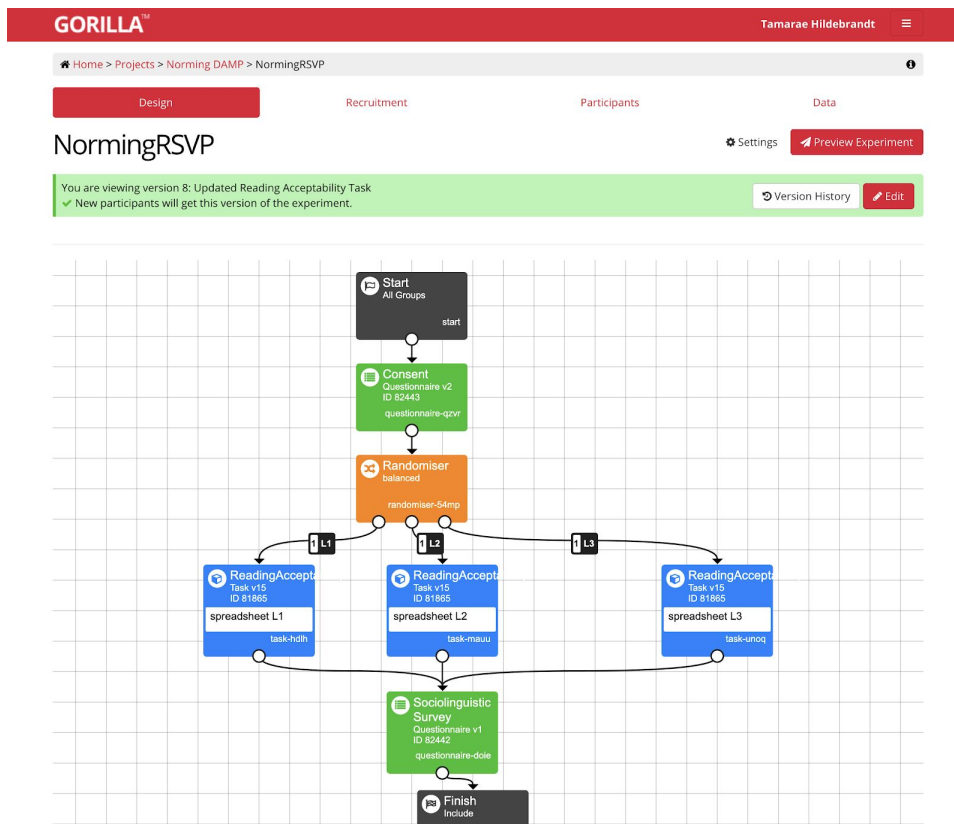 GORILLA™
Tamarae Hildebrandt
Home > Projects > Norming DAMP > NormingRSVP
Design
Recruitment
Participants
Data
NormingRSVP
Settings
Preview Experiment
You are viewing version 8: Updated Reading Acceptability Task
New participants will get this version of the experiment.
Version History
Edit
Start
All Groups
start
Consent
Questionnaire v2
ID 82443
questionnaire-qzvr
Randomiser
balanced
randomiser-54mp
1 L1
1 L2
1 L3
ReadingAccepta
Task v15
ID 81865
spreadsheet L1
task-hdlh
ReadingAccepta
Task v15
ID 81865
spreadsheet L2
task-mauu
ReadingAccepta
Task v15
ID 81865
spreadsheet L3
task-unoq
Sociolinguistic
Survey
Questionnaire v1
ID 82442
questionnaire-doie
Finish
Include